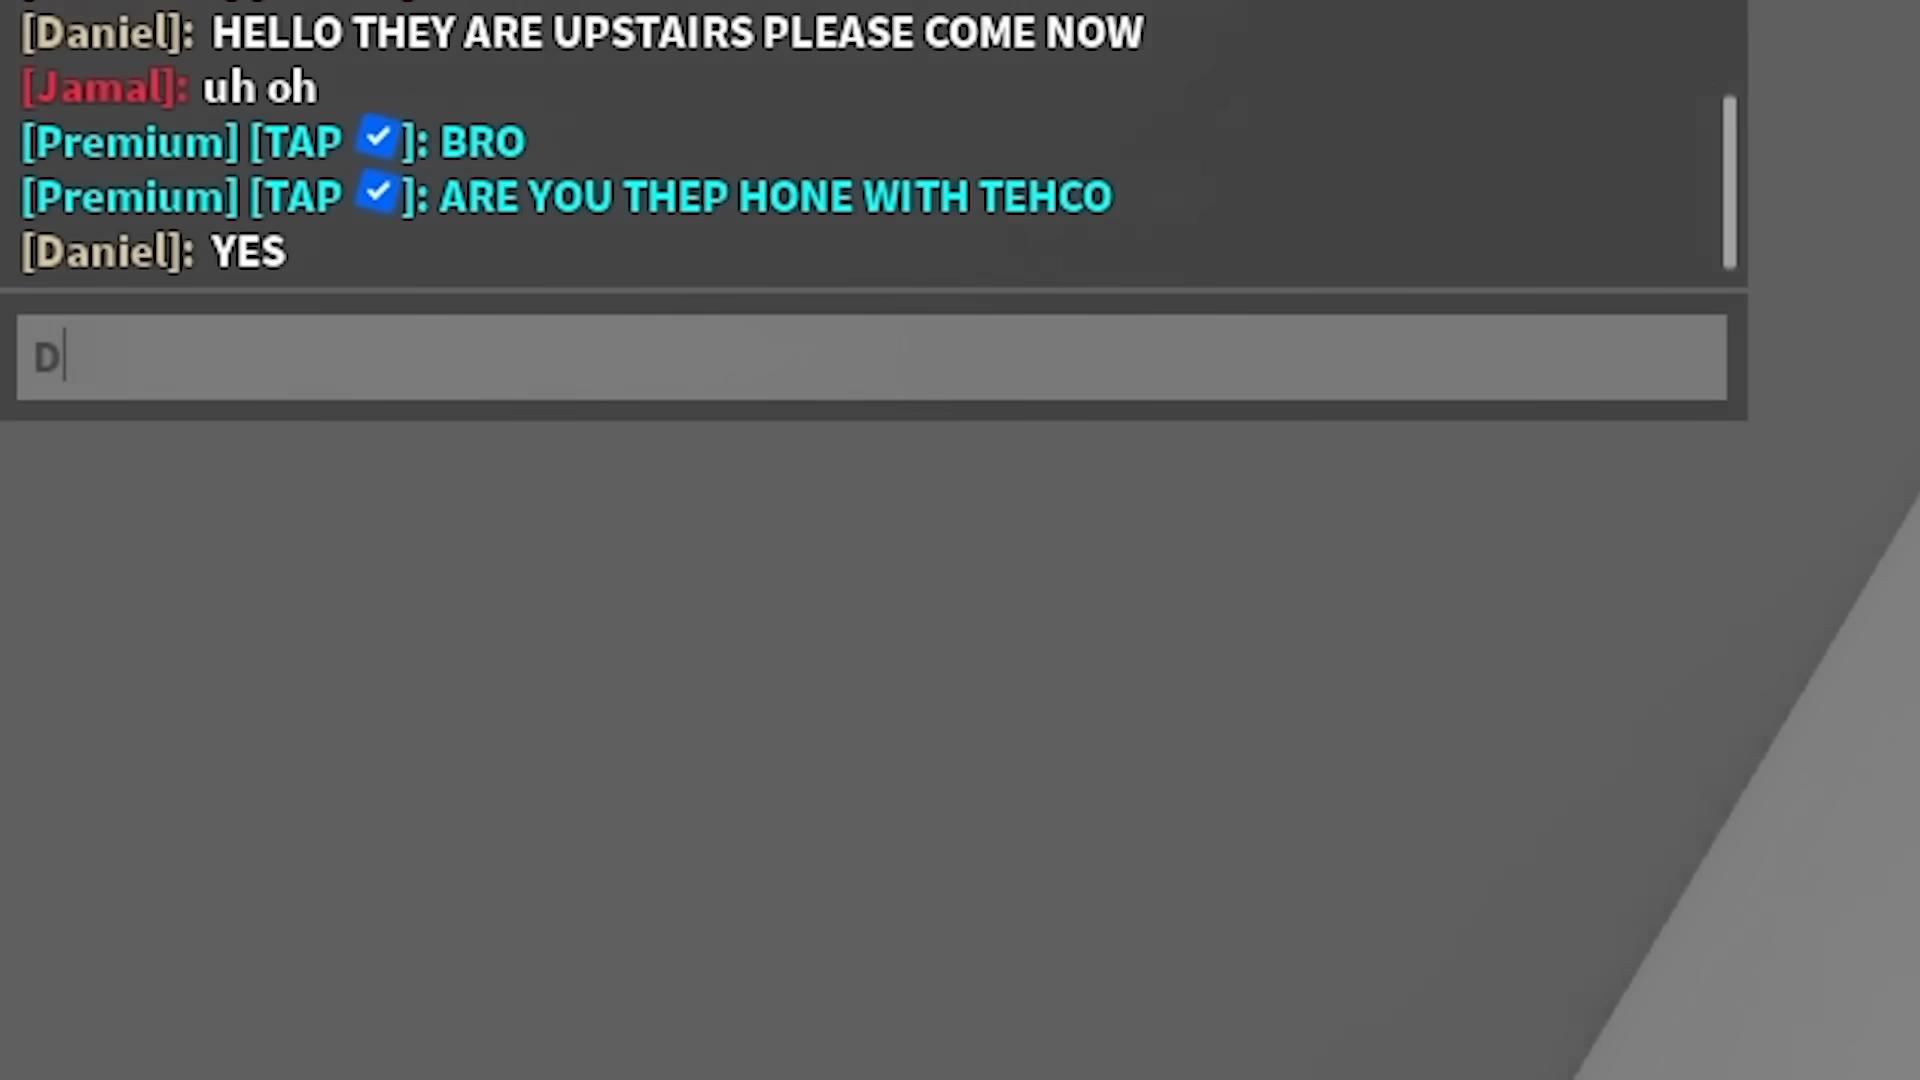 [Daniel]: HELLO THEY ARE UPSTAIRS PLEASE COME NOW
[Jamal]: uh oh
[Premium] [TAP ✔]: BRO
[Premium] [TAP ✔]: ARE YOU THEP HONE WITH TEHCO
[Daniel]: YES
D